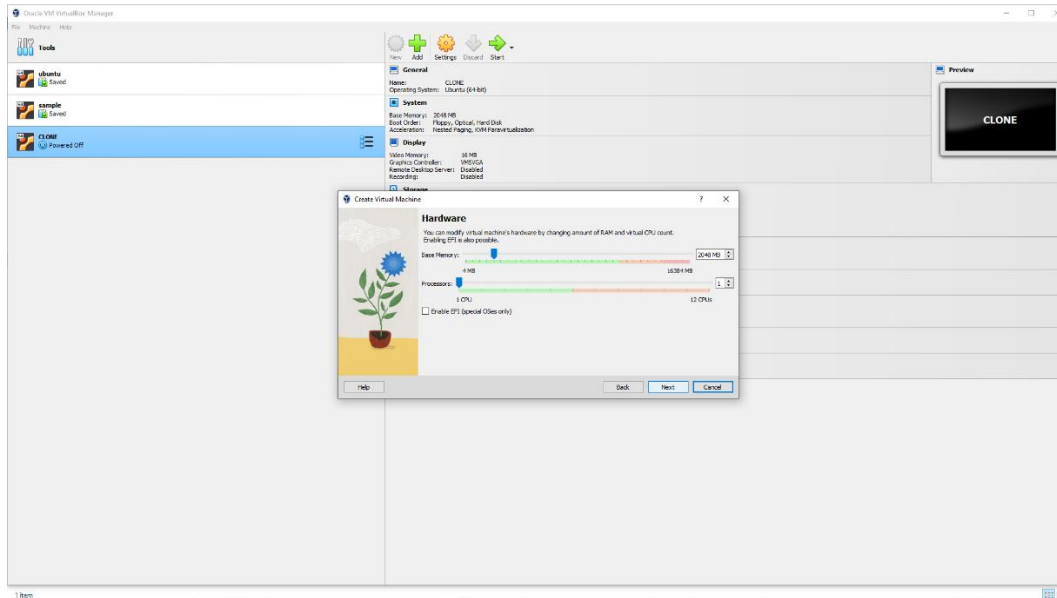 Oracle VM VirtualBox Manager
File Machine Help
Tools
New Add Settings Discard Start
ubuntu
Saved
sample
Saved
CLONE
Powered Off
General
Name: CLONE
Operating System: Ubuntu (64-bit)
System
Base Memory: 2048 MB
Boot Order: Floppy, Optical, Hard Disk
Acceleration: Nested Paging, KVM Paravirtualization
Display
Video Memory: 16 MB
Graphics Controller: VMSVGA
Remote Desktop Server: Disabled
Recording: Disabled
Storage
Preview
CLONE
Create Virtual Machine
Hardware
You can modify virtual machine's hardware by changing amount of RAM and virtual CPU count.
Enabling EFI is also possible.
Base Memory: 2048 MB
4 MB 16384 MB
Processors: 1
1 CPU 12 CPUs
Enable EFI (special OSes only)
Help Back Next Cancel
1 item